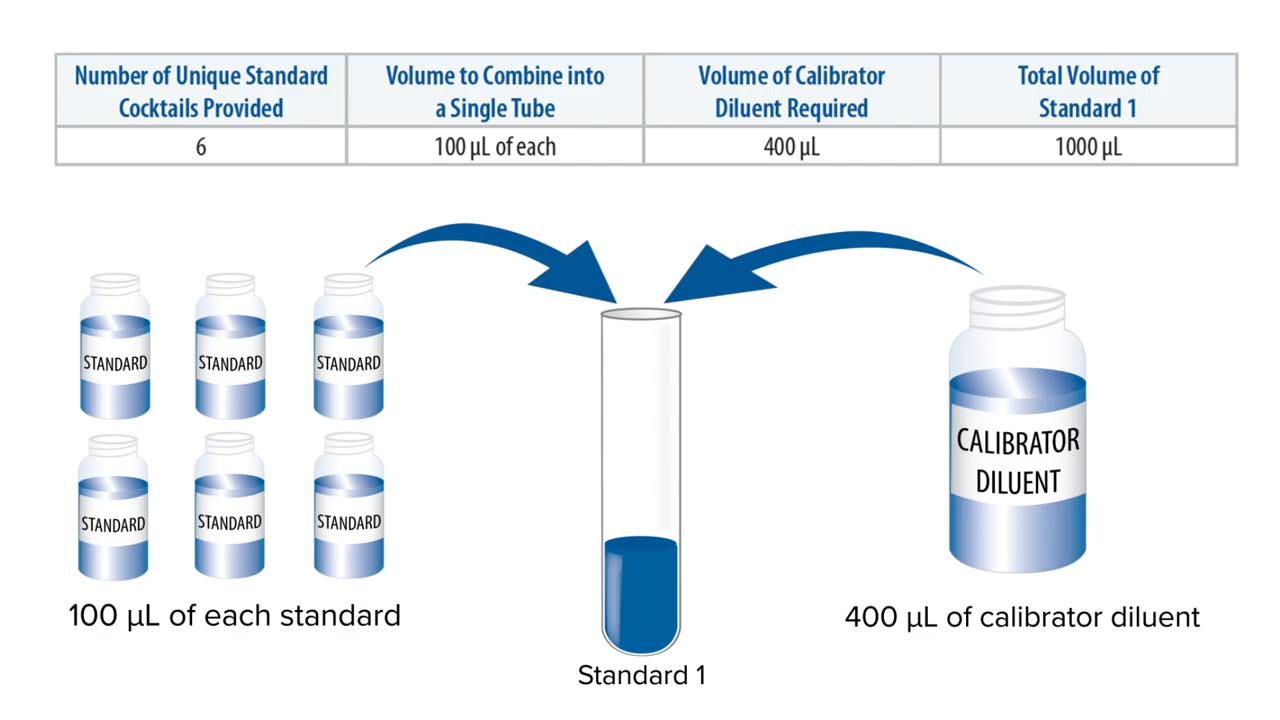 Number of Unique Standard
Cocktails Provided
Volume to Combine into
a Single Tube
Volume of Calibrator
Diluent Required
Total Volume of
Standard 1
6
100 µL of each
400 µL
1000 µL
STANDARD
STANDARD
STANDARD
STANDARD
STANDARD
STANDARD
100 µL of each standard
Standard 1
CALIBRATOR
DILUENT
400 µL of calibrator diluent